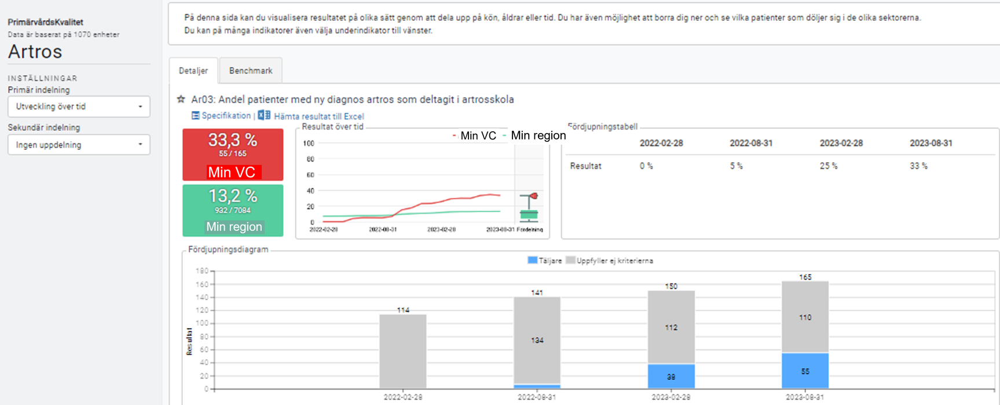 PrimärvårdsKvalitet
Data är baserat på 1070 enheter
Artros
INSTÄLLNINGAR
Primär indelning
Utveckling över tid
Sekundär indelning
Ingen uppdelning
På denna sida kan du visualisera resultatet på olika sätt genom att dela upp på kön, åldrar eller tid. Du har även möjlighet att borra dig ner och se vilka patienter som döljer sig i de olika sektorerna.
Du kan på många indikatorer även välja underindikator till vänster.
Detaljer
Benchmark
Ar03: Andel patienter med ny diagnos artros som deltagit i artrosskola
Specifikation | Hämta resultat till Excel
33,3 %
55 / 165
Min VC
13,2 %
932 / 7084
Min region
Resultat över tid
Min VC
Min region
100
80
60
40
20
0
2022-02-28 2022-08-31 2023-02-28 2023-08-31 Fördelning
Fördjupningstabell
2022-02-28 2022-08-31 2023-02-28 2023-08-31
Resultat 0 % 5 % 25 % 33 %
Fördjupningsdiagram
Täljare Uppfyller ej kriterierna
Resultat
180
160
140
120
100
80
60
40
20
0
114
141
134
150
112
38
165
110
55
2022-02-28 2022-08-31 2023-02-28 2023-08-31